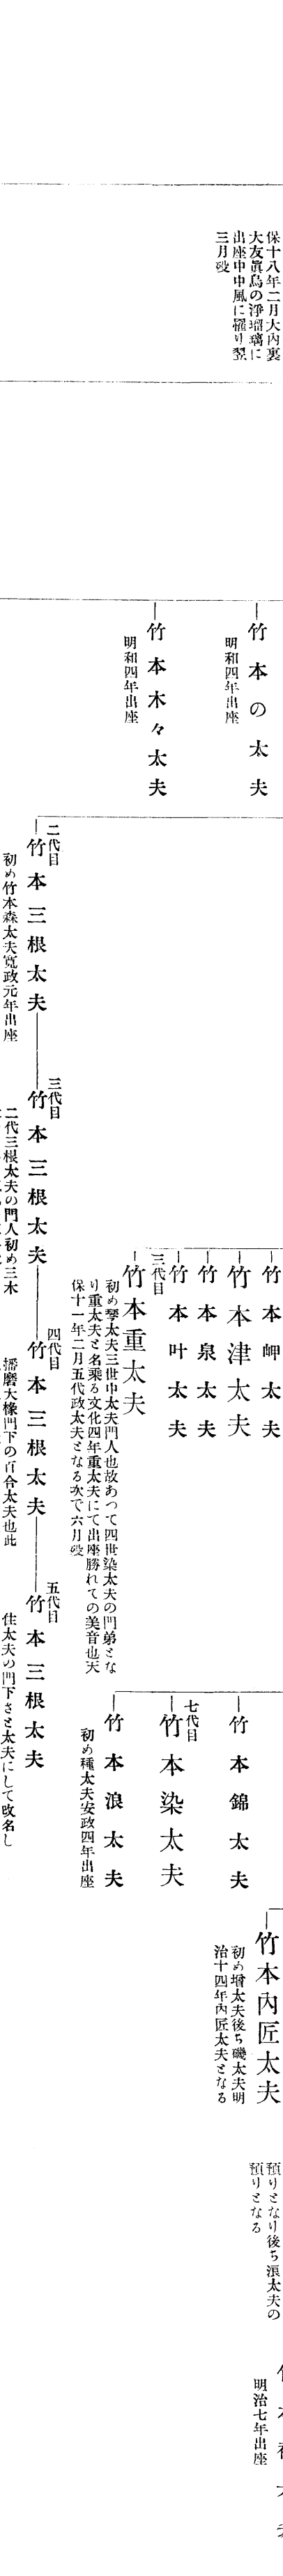 保十八年二月大內裏
大友眞鳥の淨瑠璃に
出座中中風に罹り翌
三月歿
竹本の太夫
明和四年出座
竹本木々太夫
明和四年出座
二代目
竹本三根太夫
初め竹本森太夫寬政元年出座
三代目
竹本三根太夫
二代三根太夫の門人初め三木
四代目
竹本三根太夫
播磨大椽門下の百合太夫也此
五代目
竹本三根太夫
住太夫の門下さと太夫にして改名し
竹本岬太夫
竹本津太夫
竹本泉太夫
竹本叶太夫
三代目
竹本重太夫
初め琴太夫三世中太夫門人也故あつて四世染太夫の門弟とな
り重太夫と名乘る文化四年重太夫にて出座勝れての美音也天
保十一年二月五代政太夫となる次で六月歿
竹本錦太夫
七代目
竹本染太夫
竹本浪太夫
初め種太夫安政四年出座
竹本內匠太夫
初め增太夫後ち磯太夫明
治十四年內匠太夫となる
預りとなり後ち濱太夫の
預りとなる
明治七年出座